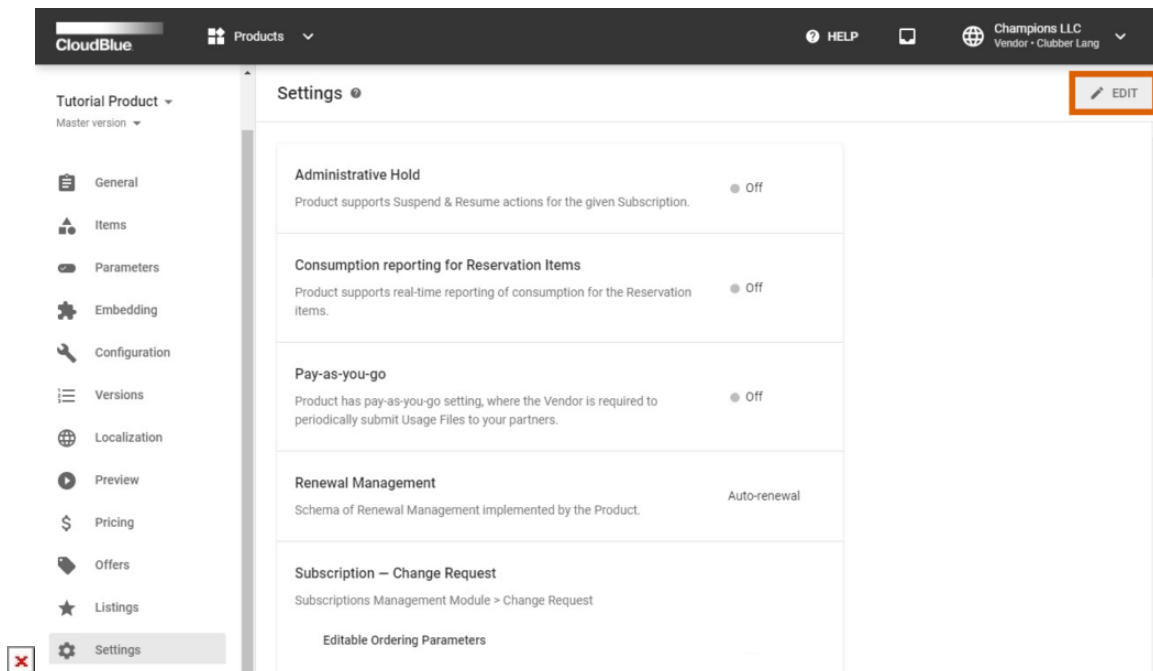 CloudBlue
Products
HELP
Champions LLC
Vendor • Clubber Lang
Tutorial Product
Master version
General
Items
Parameters
Embedding
Configuration
Versions
Localization
Preview
Pricing
Offers
Listings
Settings
Settings
EDIT
Administrative Hold
Product supports Suspend & Resume actions for the given Subscription.
Off
Consumption reporting for Reservation Items
Product supports real-time reporting of consumption for the Reservation
items.
Off
Pay-as-you-go
Product has pay-as-you-go setting, where the Vendor is required to
periodically submit Usage Files to your partners.
Off
Renewal Management
Schema of Renewal Management implemented by the Product.
Auto-renewal
Subscription — Change Request
Subscriptions Management Module > Change Request
Editable Ordering Parameters